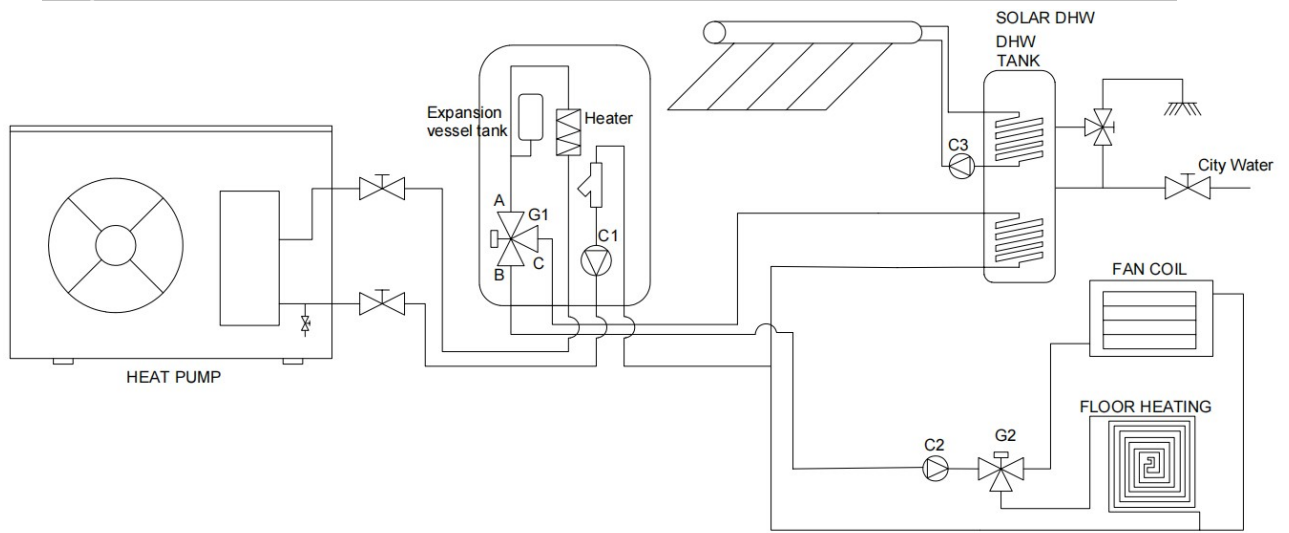 SOLAR DHW
DHW
TANK
Expansion
vessel tank
Heater
C3
City Water
A
G1
C1
B
C
FAN COIL
HEAT PUMP
FLOOR HEATING
G2
C2